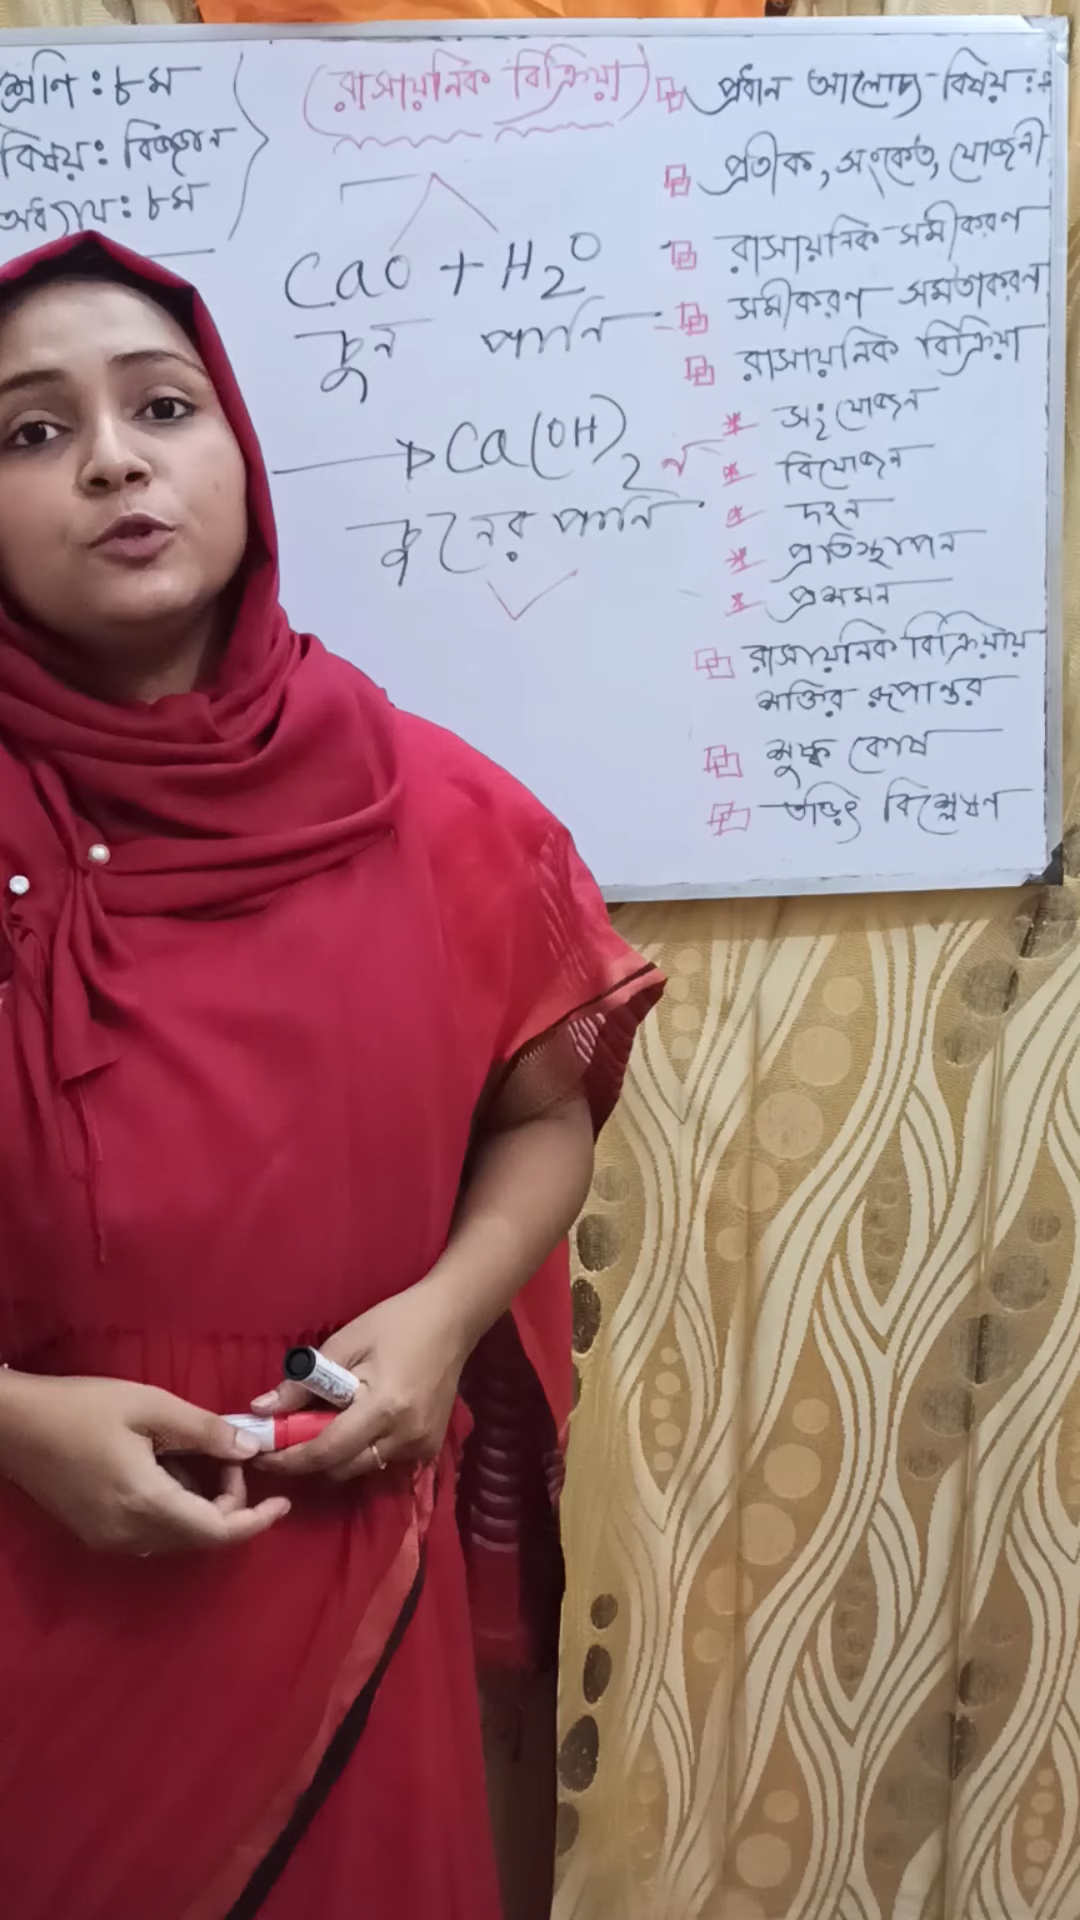 শ্রেণি : ৮ম
বিষয় : বিজ্ঞান
অধ্যায় : ৮ম
(রাসায়নিক বিক্রিয়া)
CaO + H2O
চুন পানি
→ Ca(OH)2
চুনের পানি
প্রধান আলোচ্য বিষয় :-
প্রতীক, সংকেত, যোজনী
রাসায়নিক সমীকরণ
সমীকরণ সমতাকরণ
রাসায়নিক বিক্রিয়া
* সংযোজন
* বিযোজন
* দহন
* প্রতিস্থাপন
* প্রশমন
রাসায়নিক বিক্রিয়ায়
শক্তির রূপান্তর
শুষ্ক কোষ
তড়িৎ বিশ্লেষণ